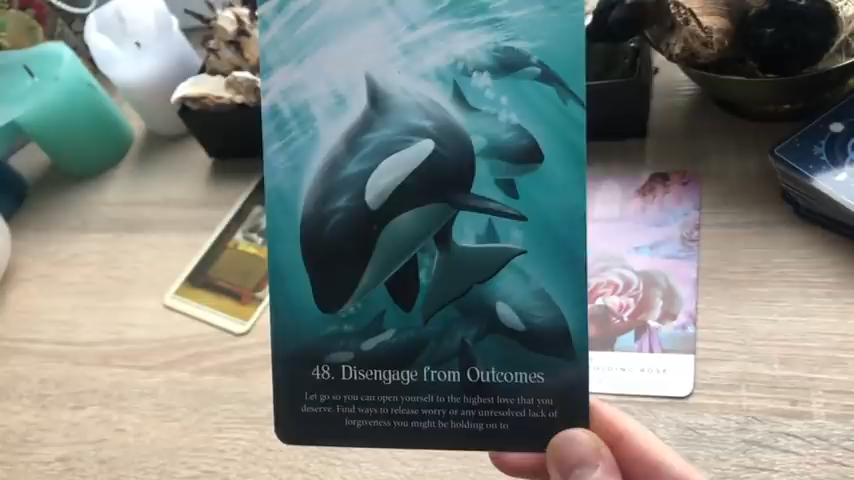 48. Disengage from Outcomes
Let go so you can open yourself to the highest love that you
deserve. Find ways to release worry or any unresolved lack of
forgiveness you might be holding on to
ROSE